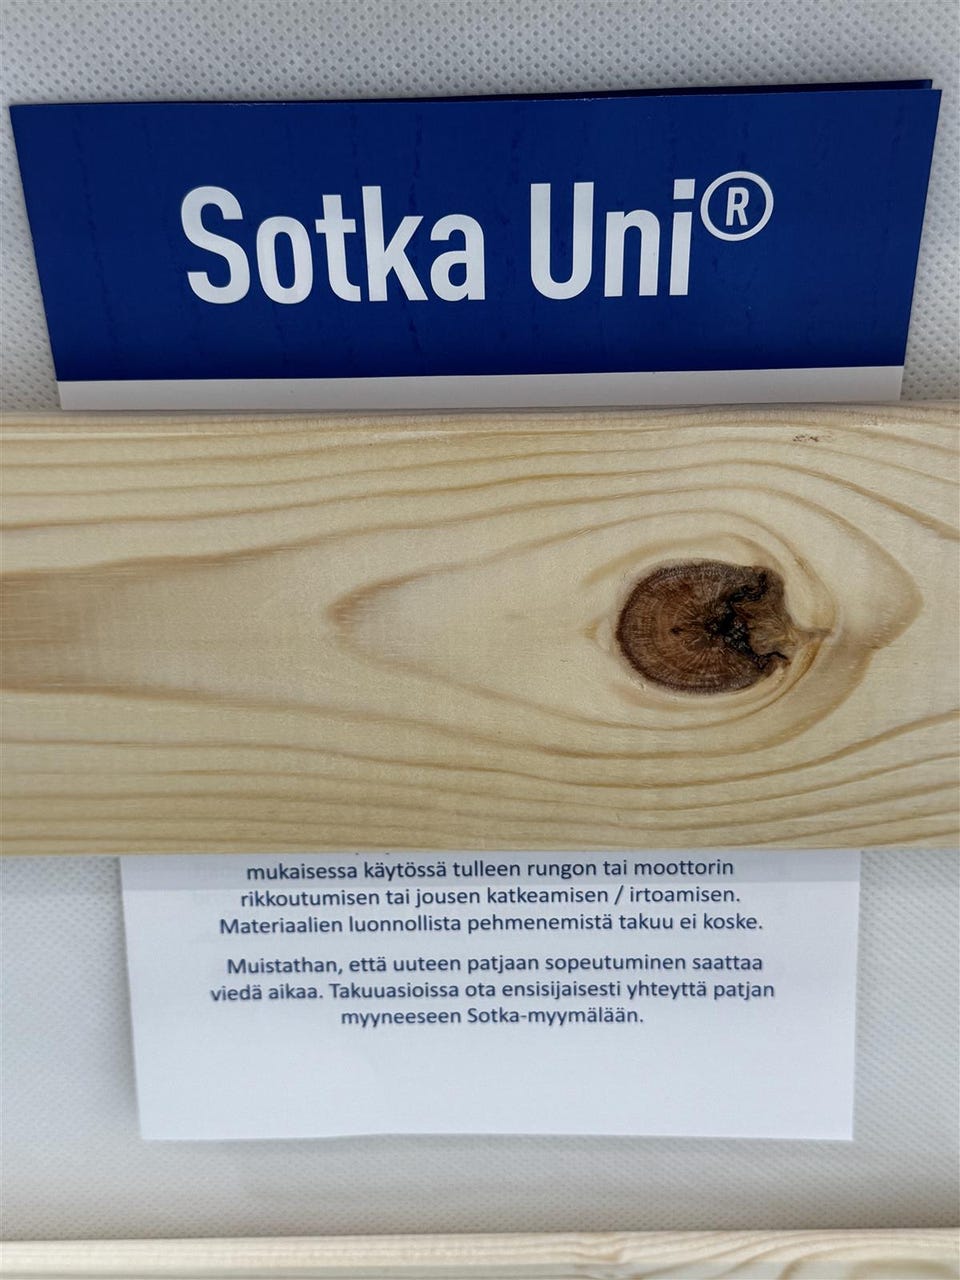 Sotka Uni®
mukaisessa käytössä tulleen rungon tai moottorin
rikkoutumisen tai jousen katkeamisen / irtoamisen.
Materiaalien luonnollista pehmenemistä takuu ei koske.
Muistathan, että uuteen patjaan sopeutuminen saattaa
viedä aikaa. Takuuasioissa ota ensisijaisesti yhteyttä patjan
myyneeseen Sotka-myymälään.